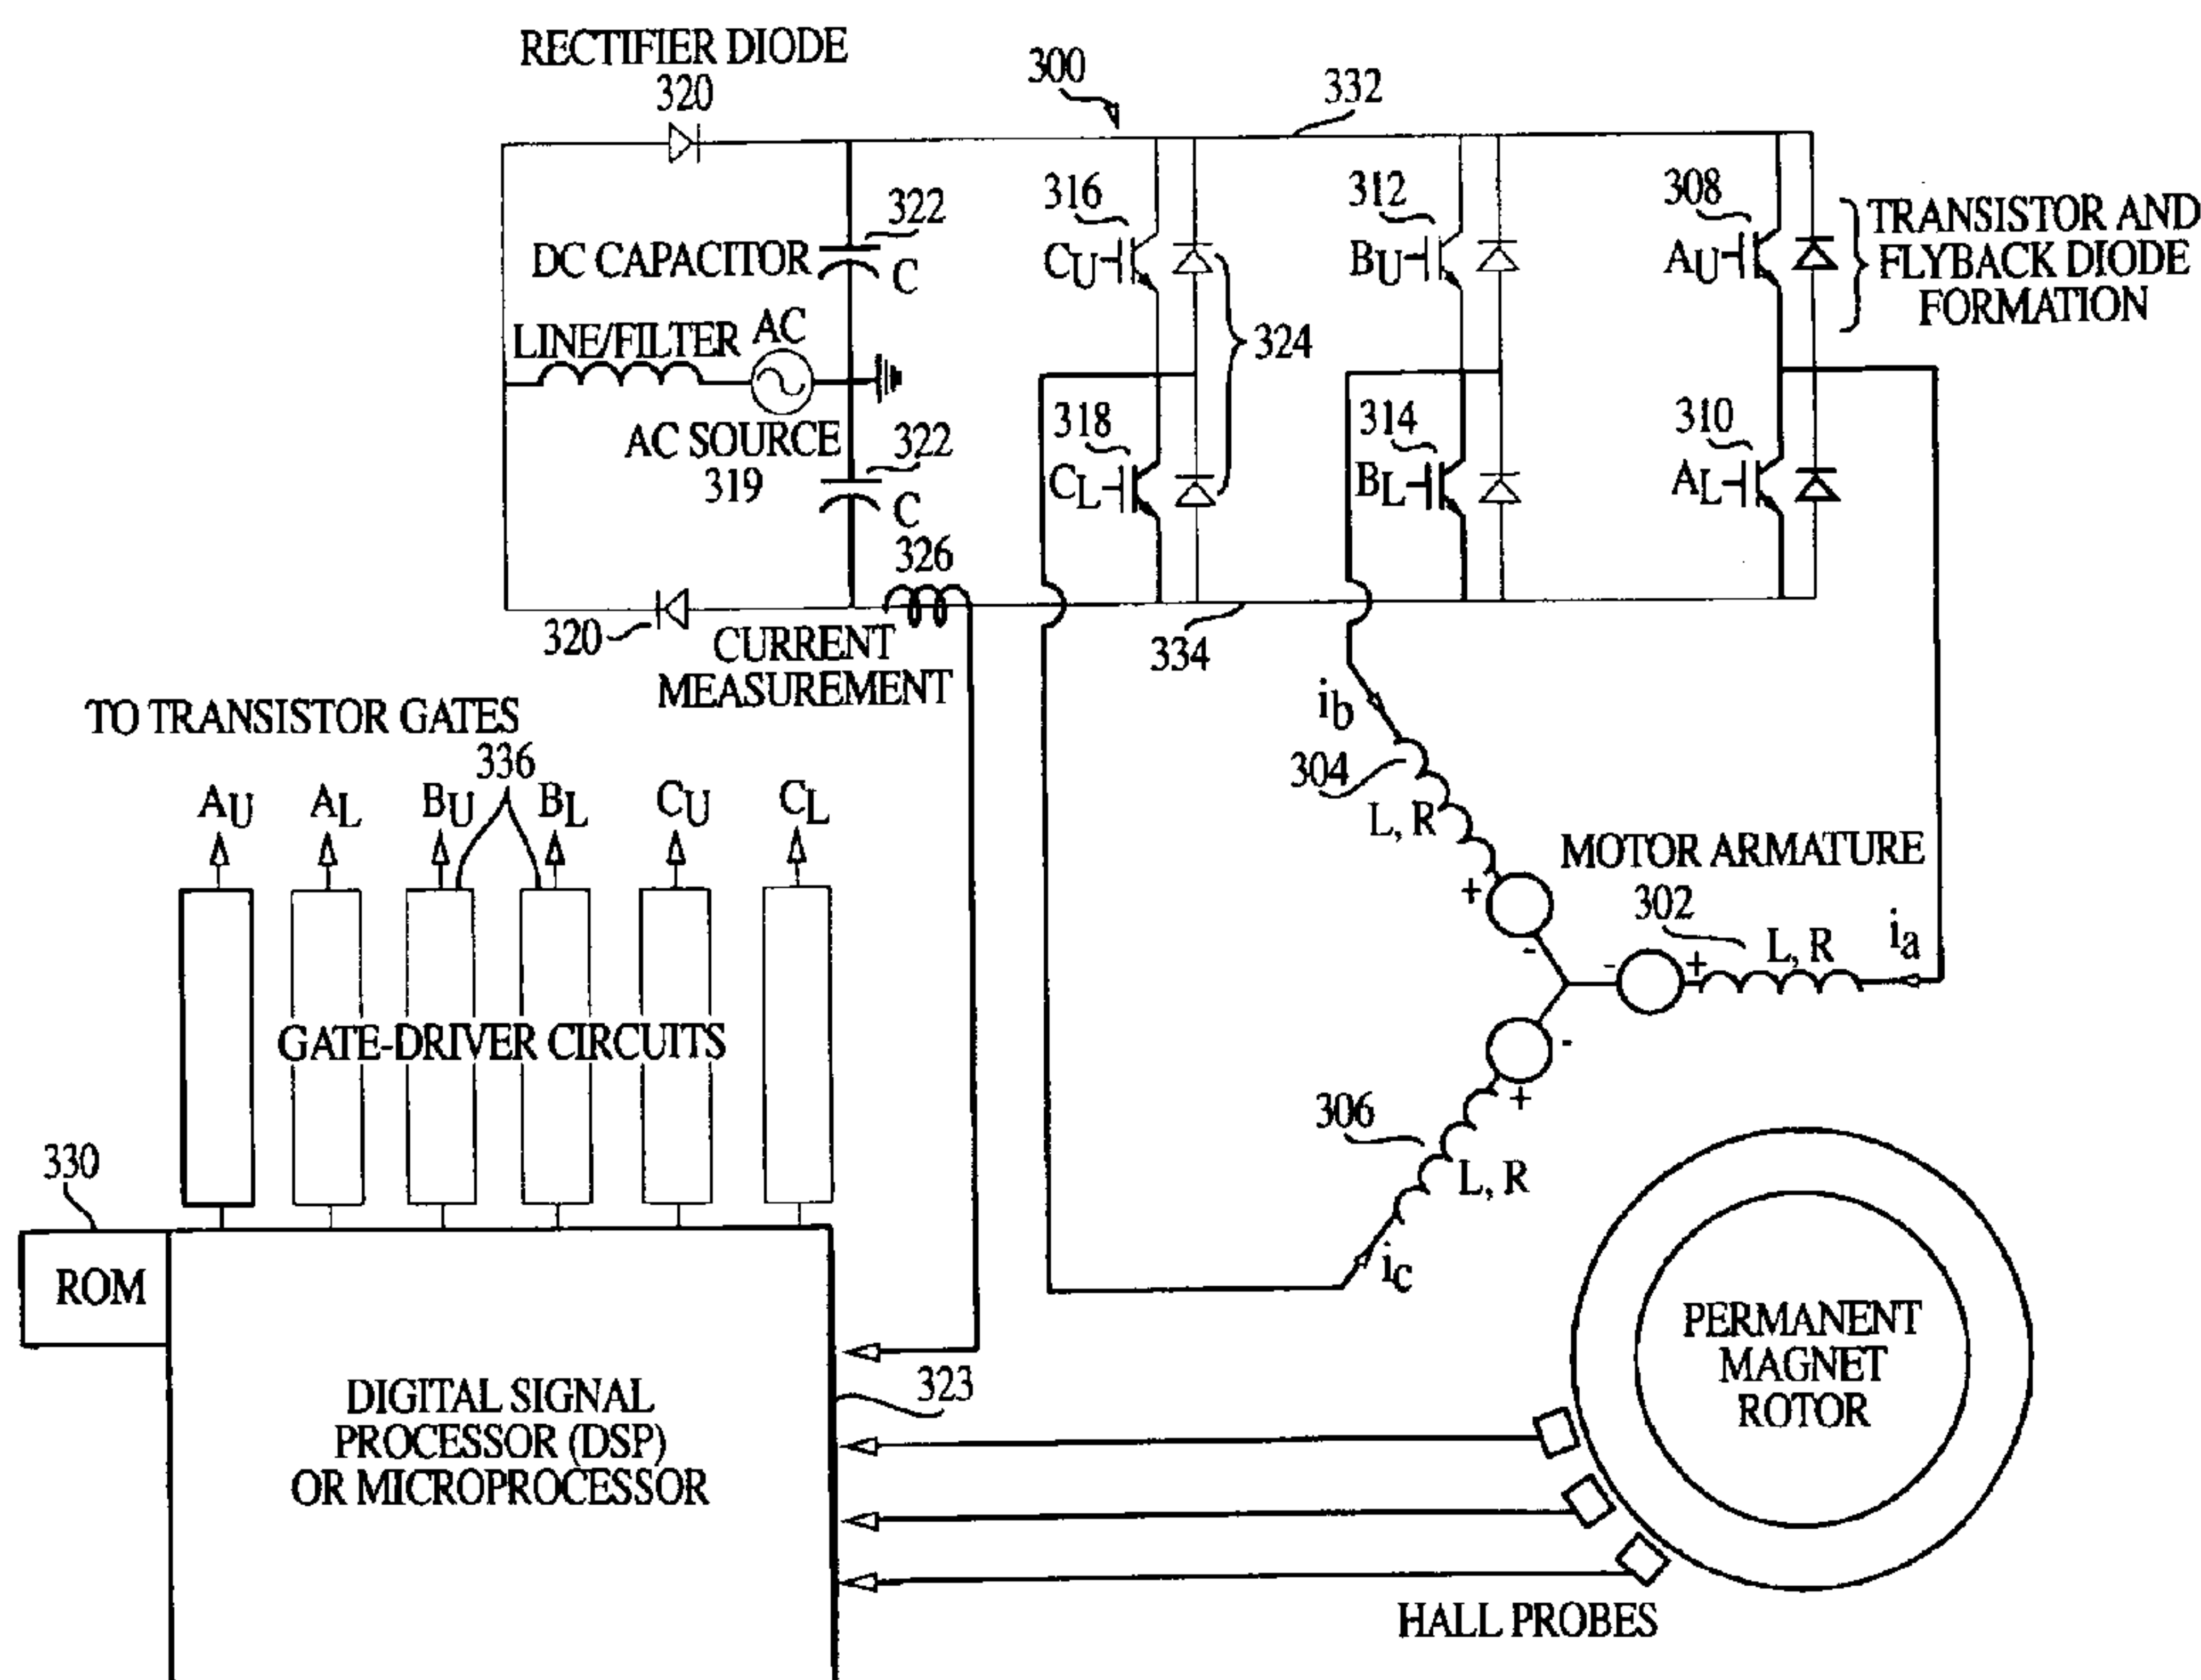 RECTIFIER DIODE
320
300
332
316
312
308
TRANSISTOR AND
FLYBACK DIODE
FORMATION
322
DC CAPACITOR
C
CU
BU
AU
LINE/FILTER
AC
324
AC SOURCE
319
322
C
318
314
310
CL
BL
AL
326
320
CURRENT
MEASUREMENT
334
TO TRANSISTOR GATES
336
AU
AL
BU
BL
CU
CL
ib
304
L, R
+
-
MOTOR ARMATURE
302
L, R
ia
-
+
-
+
306
L, R
ic
GATE-DRIVER CIRCUITS
330
ROM
DIGITAL SIGNAL
PROCESSOR (DSP)
OR MICROPROCESSOR
323
PERMANENT
MAGNET
ROTOR
HALL PROBES